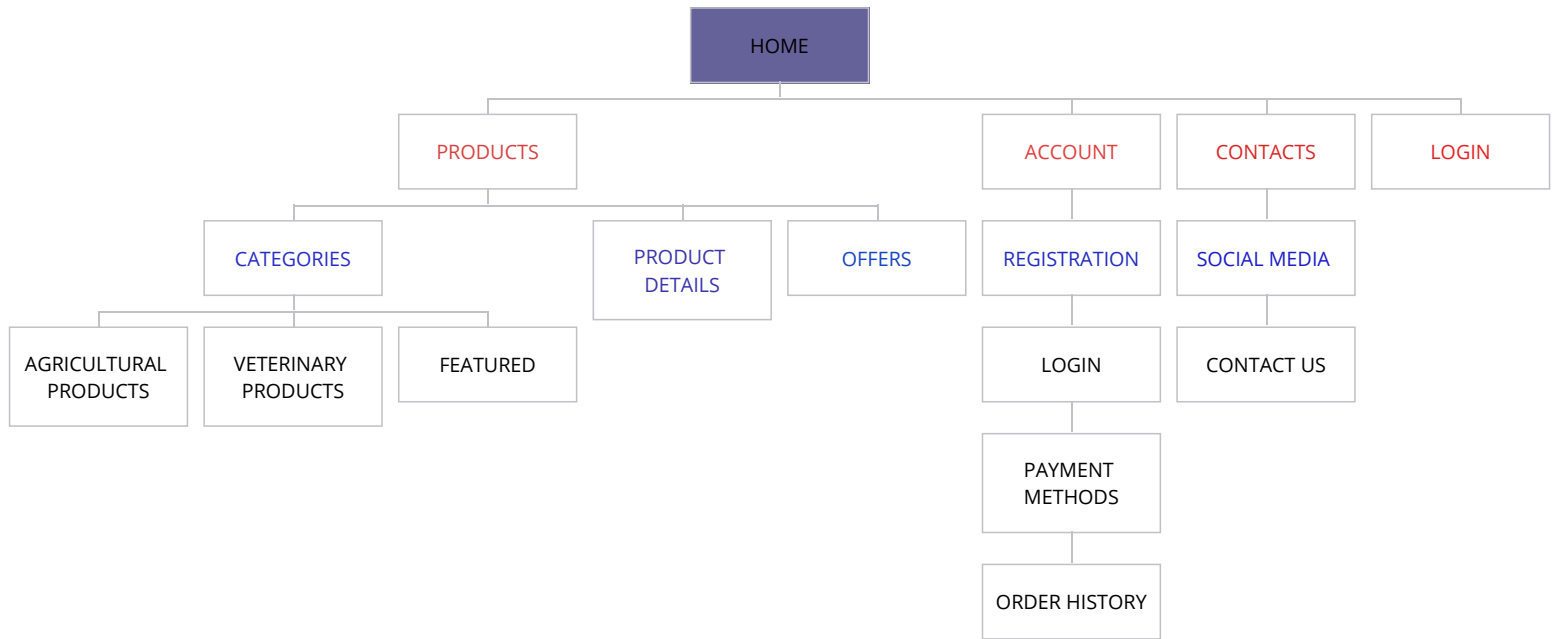 HOME
PRODUCTS
ACCOUNT
CONTACTS
LOGIN
CATEGORIES
PRODUCT
DETAILS
OFFERS
REGISTRATION
SOCIAL MEDIA
AGRICULTURAL
PRODUCTS
VETERINARY
PRODUCTS
FEATURED
LOGIN
CONTACT US
PAYMENT
METHODS
ORDER HISTORY